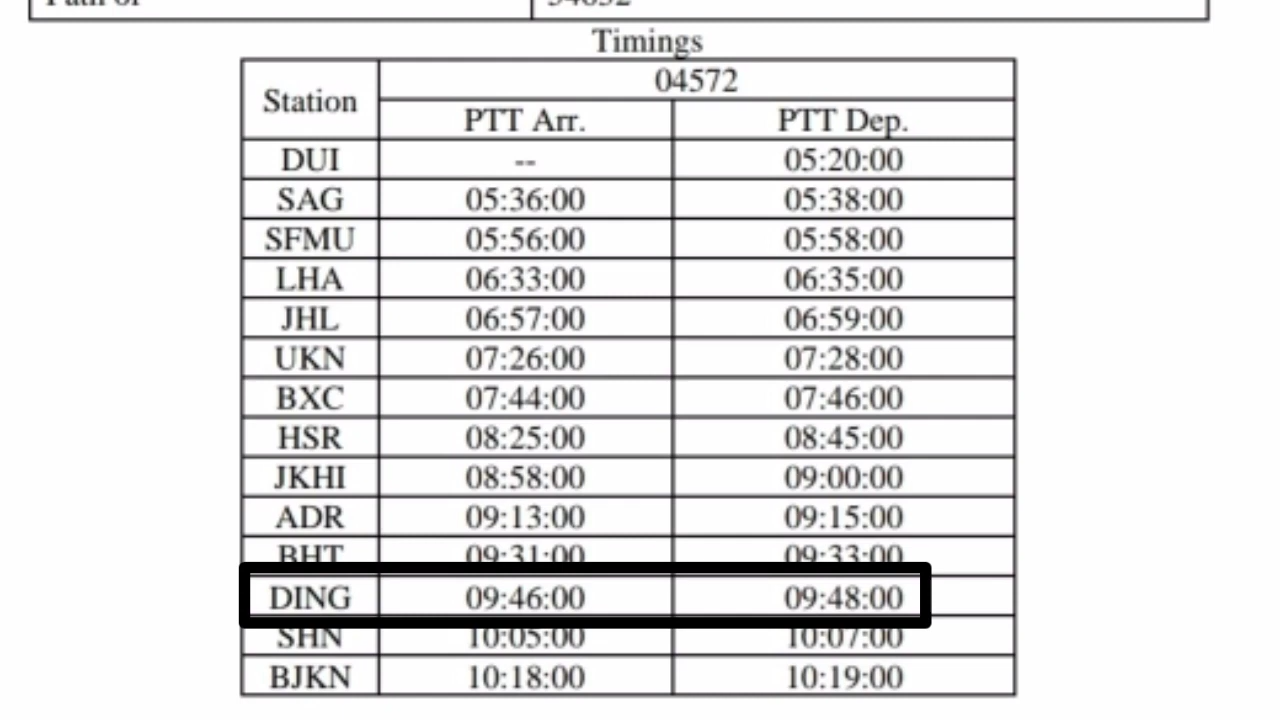 Path of 54632
Timings
Station 04572
PTT Arr. PTT Dep.
DUI -- 05:20:00
SAG 05:36:00 05:38:00
SFMU 05:56:00 05:58:00
LHA 06:33:00 06:35:00
JHL 06:57:00 06:59:00
UKN 07:26:00 07:28:00
BXC 07:44:00 07:46:00
HSR 08:25:00 08:45:00
JKHI 08:58:00 09:00:00
ADR 09:13:00 09:15:00
BHT 09:31:00 09:33:00
DING 09:46:00 09:48:00
SHN 10:05:00 10:07:00
BJKN 10:18:00 10:19:00